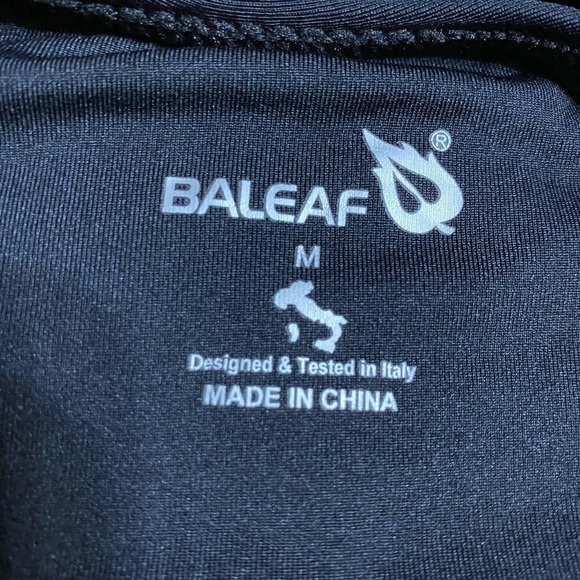 BALEAF ®
M
Designed & Tested in Italy
MADE IN CHINA